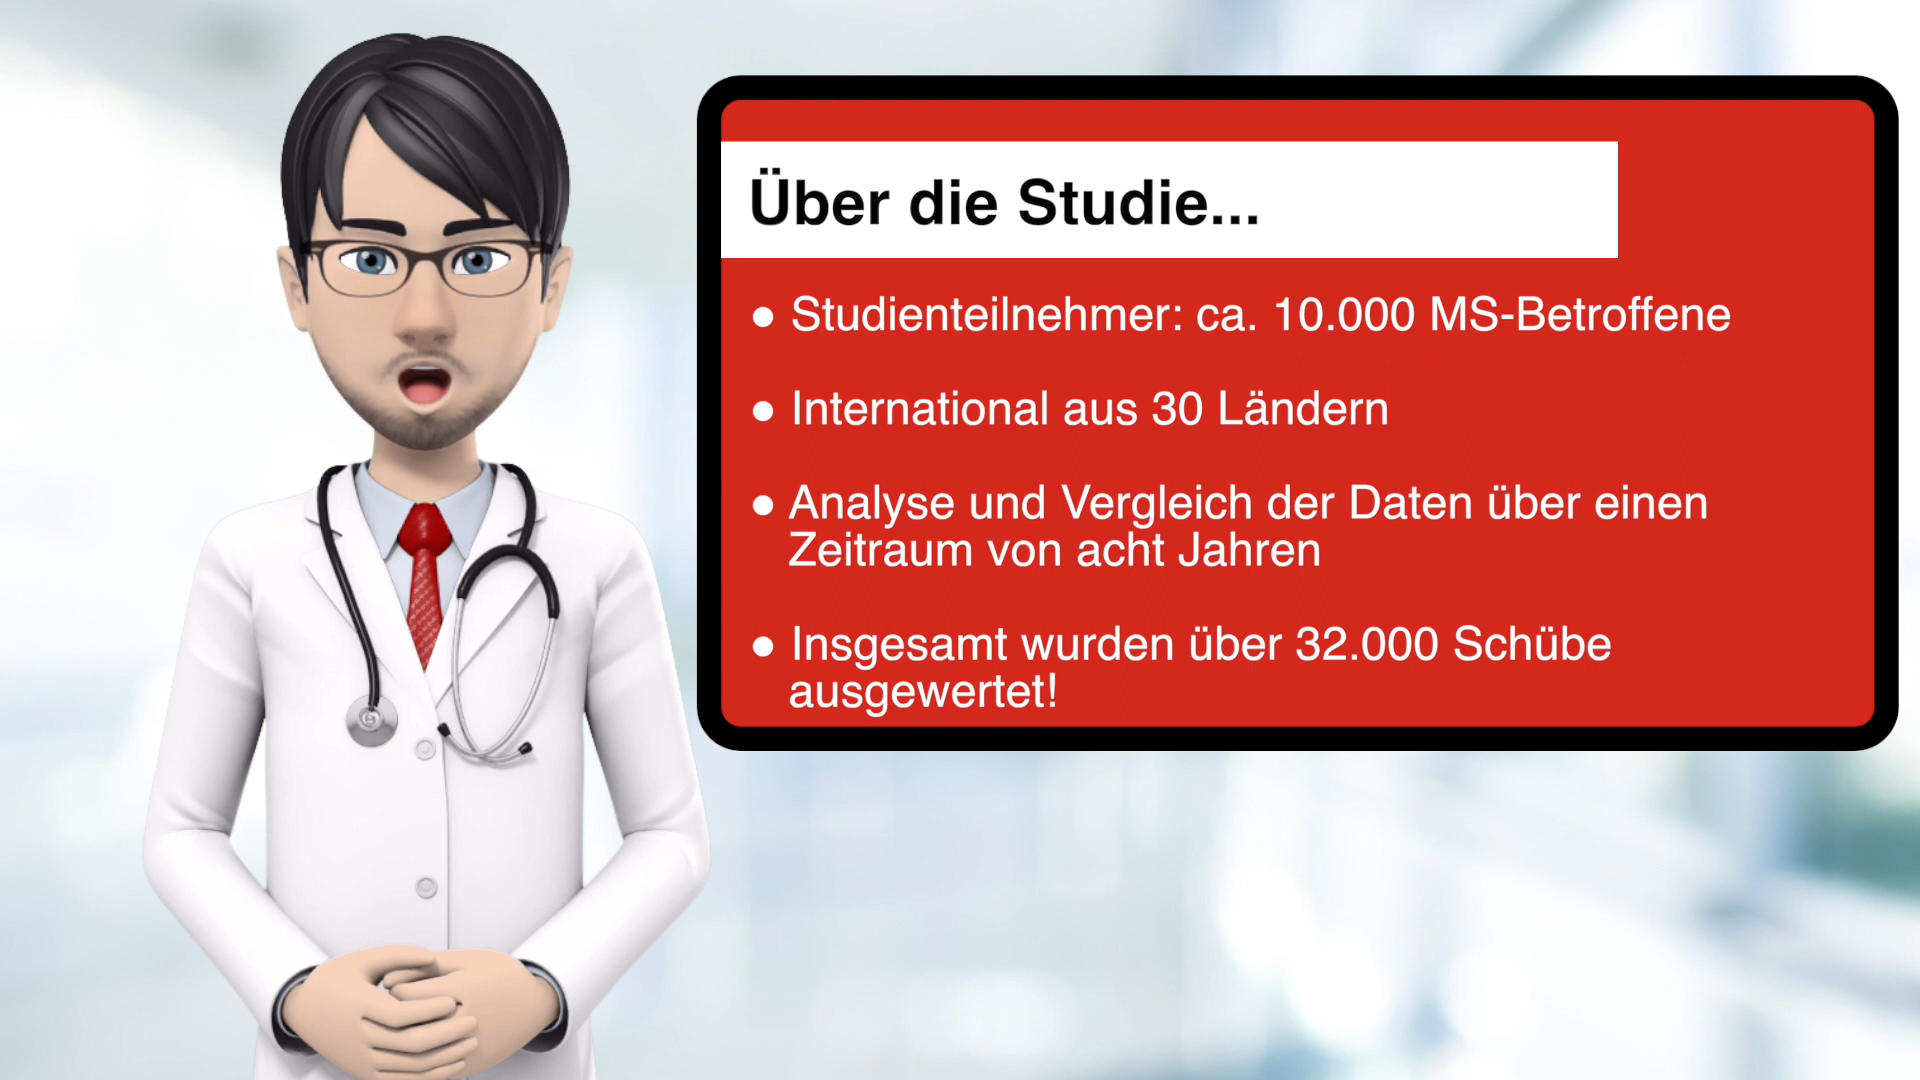 Über die Studie...
● Studienteilnehmer: ca. 10.000 MS-Betroffene
● International aus 30 Ländern
● Analyse und Vergleich der Daten über einen
Zeitraum von acht Jahren
● Insgesamt wurden über 32.000 Schübe
ausgewertet!